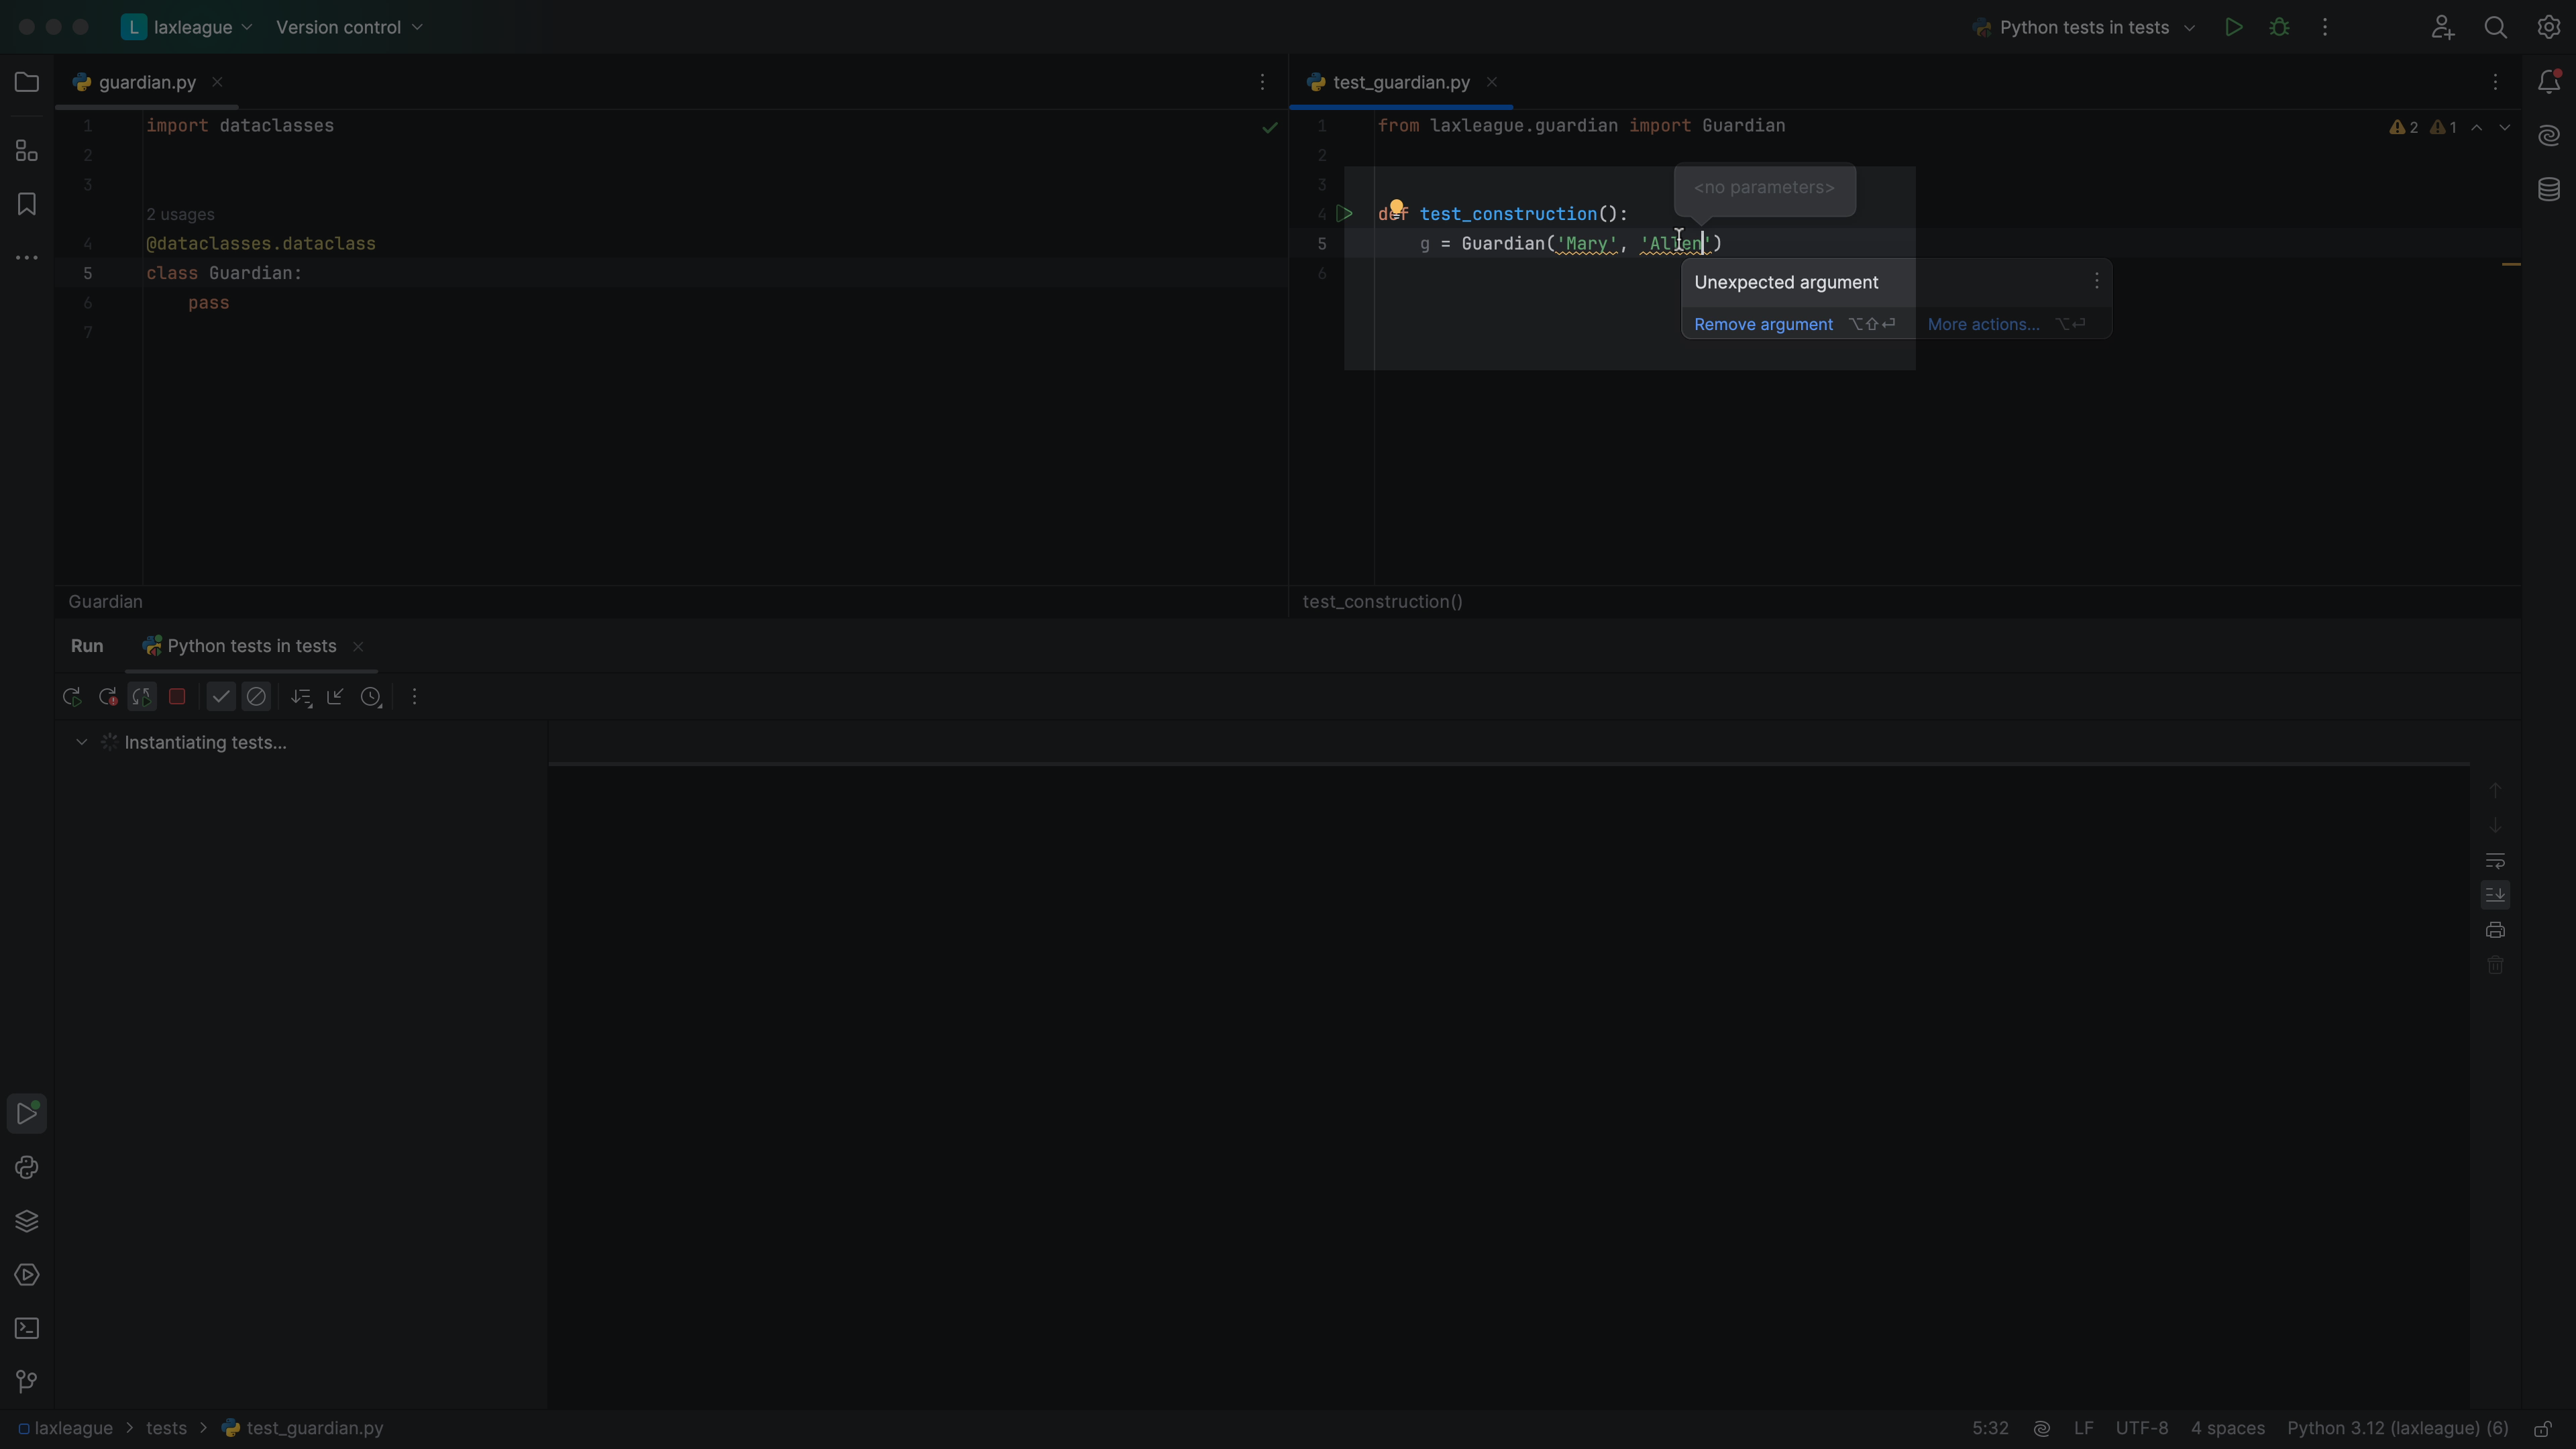 L laxleague Version control Python tests in tests
guardian.py
1 import dataclasses
2
3
2 usages
4 @dataclasses.dataclass
5 class Guardian:
6 pass
7
Guardian
test_guardian.py
1 from laxleague.guardian import Guardian
2 1
2
3
<no parameters>
4 def test_construction():
5 g = Guardian('Mary', 'Allen')
6
Unexpected argument
Remove argument ⌥⇧⏎ More actions... ⌥⏎
test_construction()
Run Python tests in tests
Instantiating tests...
laxleague > tests > test_guardian.py
5:32 LF UTF-8 4 spaces Python 3.12 (laxleague) (6)